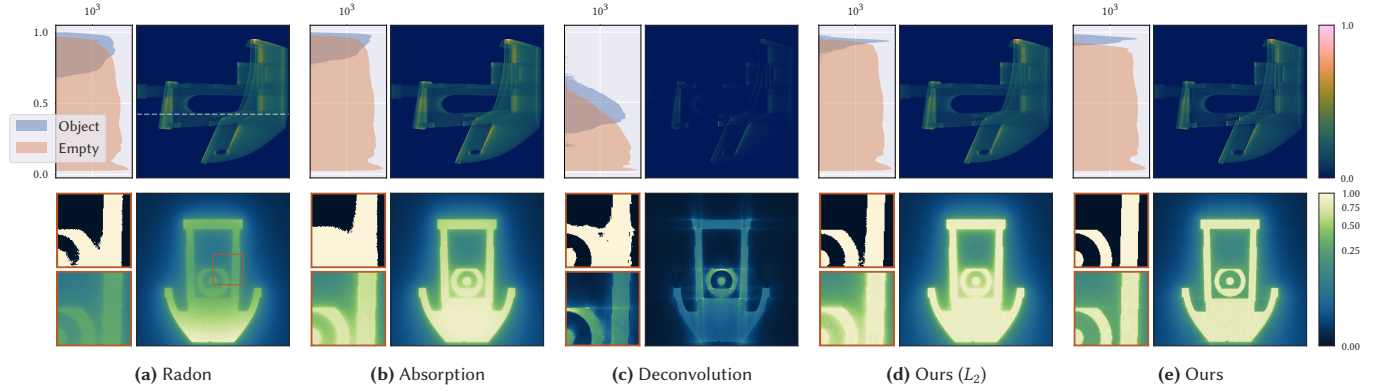 10³ 10³ 10³ 10³ 10³
1.0 1.0
0.5
Object
Empty
0.0 0.0
1.00
0.75
0.50
0.25
0.00
(a) Radon (b) Absorption (c) Deconvolution (d) Ours (L₂) (e) Ours